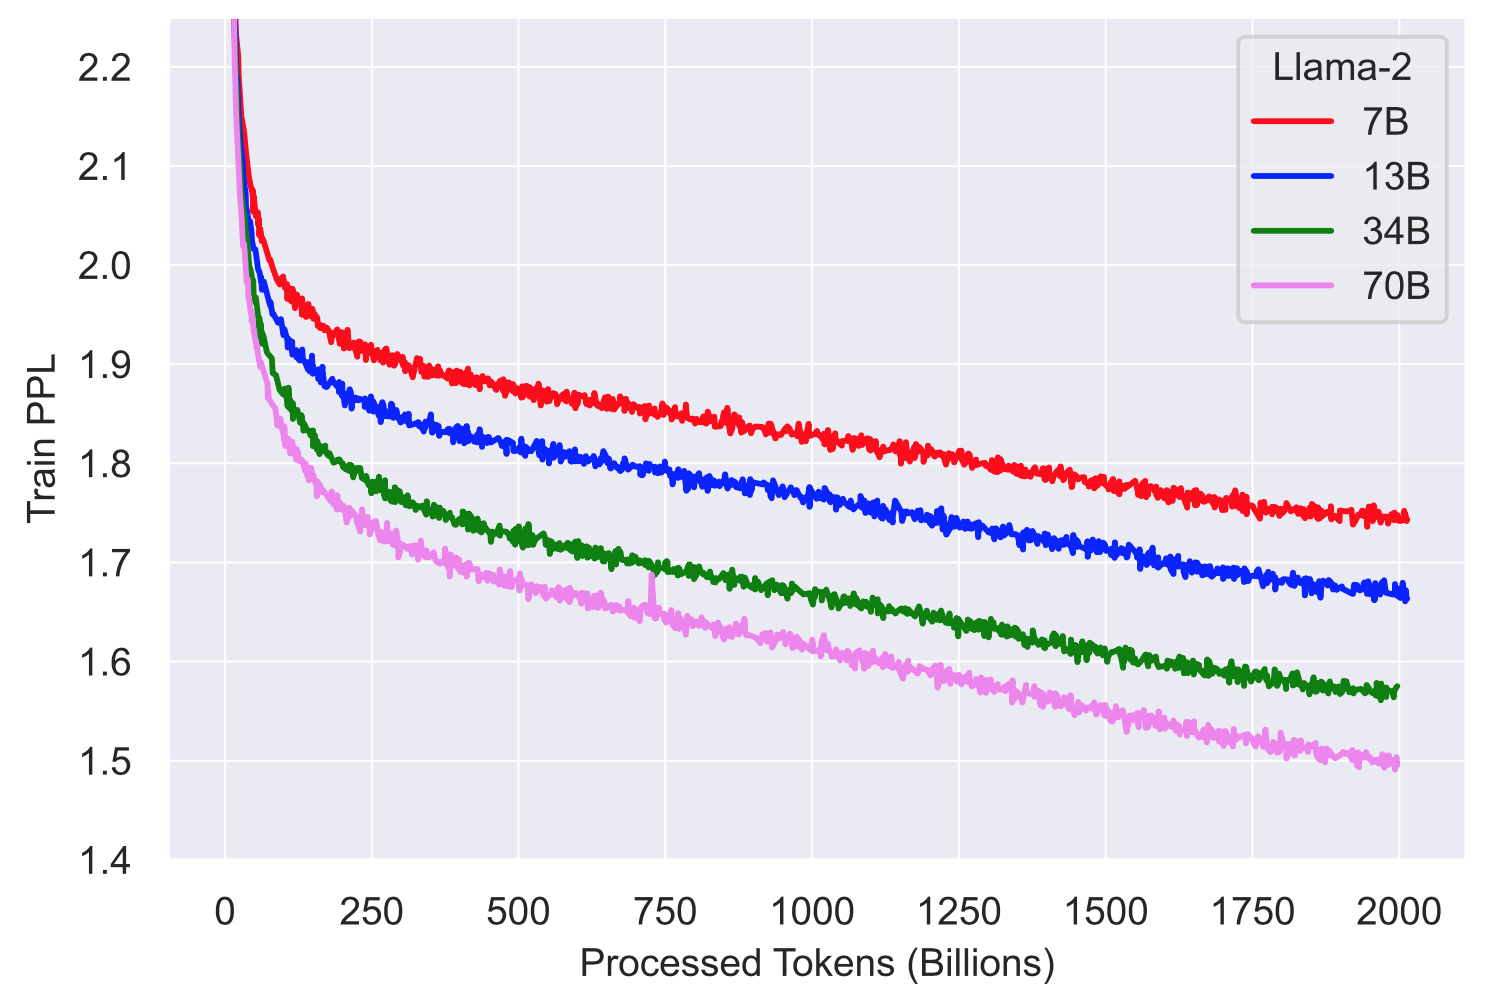 Train PPL
2.2
2.1
2.0
1.9
1.8
1.7
1.6
1.5
1.4
Llama-2
7B
13B
34B
70B
0 250 500 750 1000 1250 1500 1750 2000
Processed Tokens (Billions)